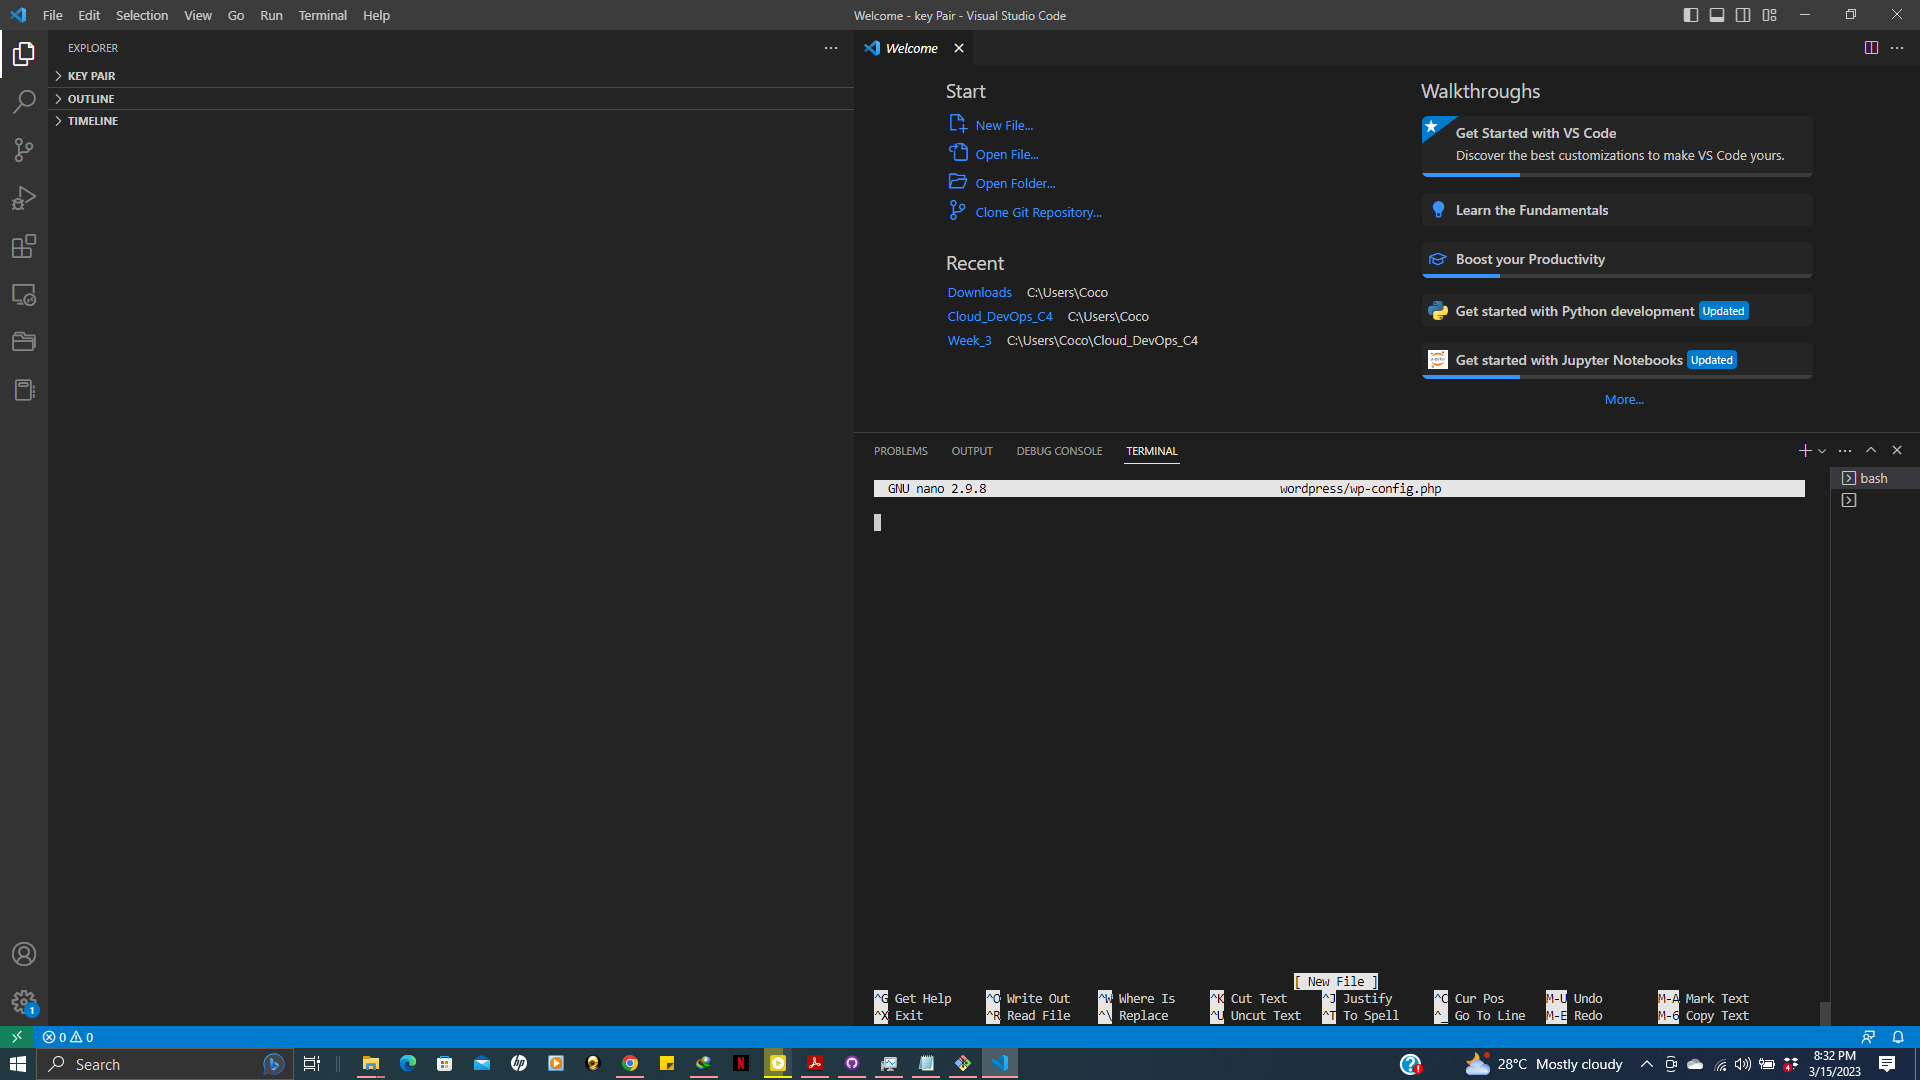 File Edit Selection View Go Run Terminal Help
Welcome - key Pair - Visual Studio Code
EXPLORER
KEY PAIR
OUTLINE
TIMELINE
Welcome
Start
New File...
Open File...
Open Folder...
Clone Git Repository...
Recent
Downloads C:\Users\Coco
Cloud_DevOps_C4 C:\Users\Coco
Week_3 C:\Users\Coco\Cloud_DevOps_C4
Walkthroughs
Get Started with VS Code
Discover the best customizations to make VS Code yours.
Learn the Fundamentals
Boost your Productivity
Get started with Python development Updated
Get started with Jupyter Notebooks Updated
More...
PROBLEMS OUTPUT DEBUG CONSOLE TERMINAL
bash
GNU nano 2.9.8 wordpress/wp-config.php
[ New File ]
^G Get Help ^O Write Out ^W Where Is ^K Cut Text ^J Justify ^C Cur Pos M-U Undo M-A Mark Text
^X Exit ^R Read File ^\ Replace ^U Uncut Text ^T To Spell ^_ Go To Line M-E Redo M-6 Copy Text
1
0 0
Search
28°C Mostly cloudy
8:32 PM
3/15/2023